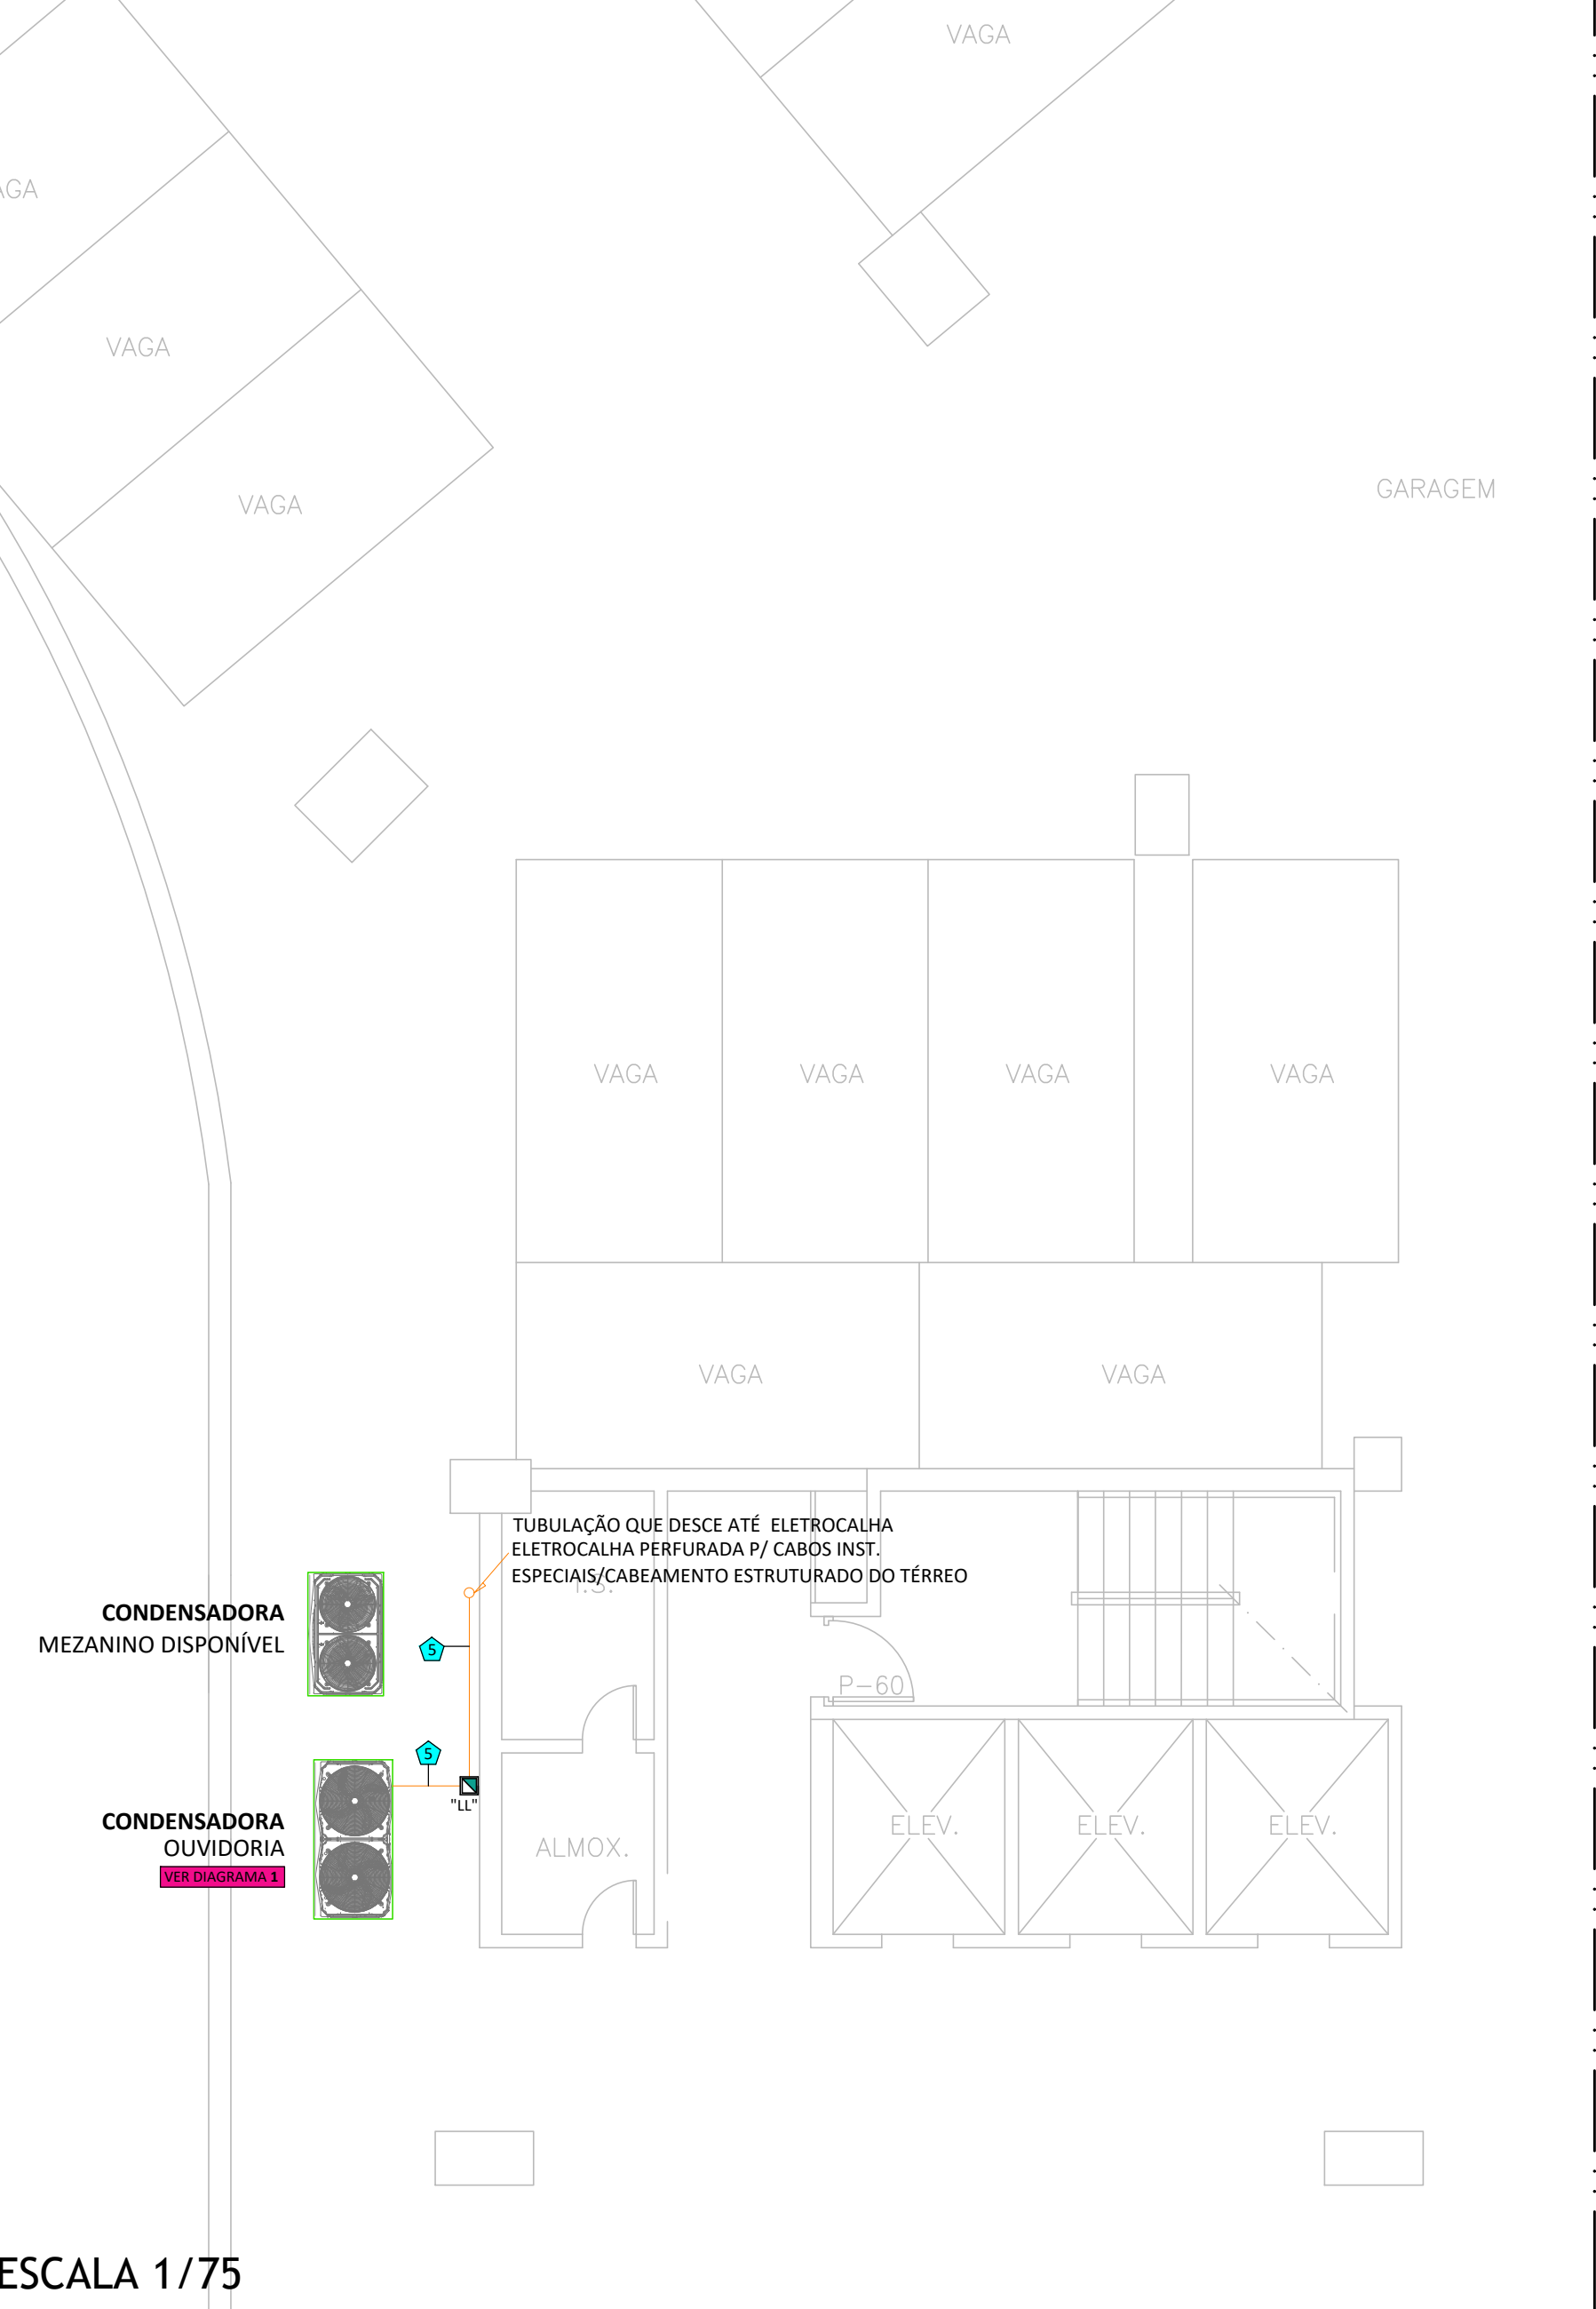 VAGA
VAGA
VAGA
GARAGEM
VAGA
VAGA
VAGA
VAGA
VAGA
VAGA
TUBULAÇÃO QUE DESCE ATÉ ELETROCALHA
ELETROCALHA PERFURADA P/ CABOS INST.
ESPECIAIS/CABEAMENTO ESTRUTURADO DO TÉRREO
I.S.
CONDENSADORA
MEZANINO DISPONÍVEL
5
P-60
5
"LL"
CONDENSADORA
OUVIDORIA
VER DIAGRAMA 1
ALMOX.
ELEV.
ELEV.
ELEV.
ESCALA 1/75